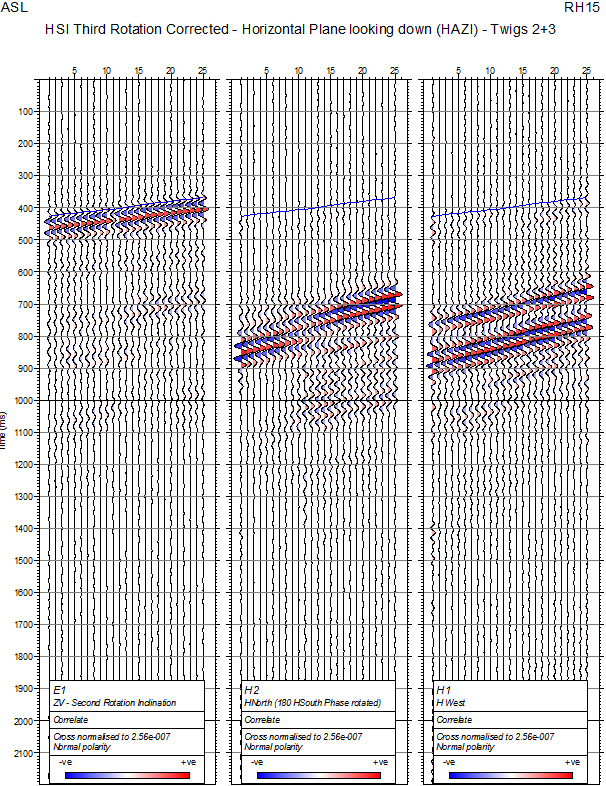 ASL RH15
HSI Third Rotation Corrected - Horizontal Plane looking down (HAZI) - Twigs 2+3
5 10 15 20 25 5 10 15 20 25 5 10 15 20 25
100
200
300
400
500
600
700
800
900
1000
Time (ms)
1100
1200
1300
1400
1500
1600
1700
1800
1900
2000
2100
E1
ZV - Second Rotation Indination
Correlate
Cross normalised to 2.56e-007
Normal polarity
-ve +ve
H2
HNorth (180 HSouth Phase rotated)
Correlate
Cross normalised to 2.56e-007
Normal polarity
-ve +ve
H1
H West
Correlate
Cross normalised to 2.56e-007
Normal polarity
-ve +ve